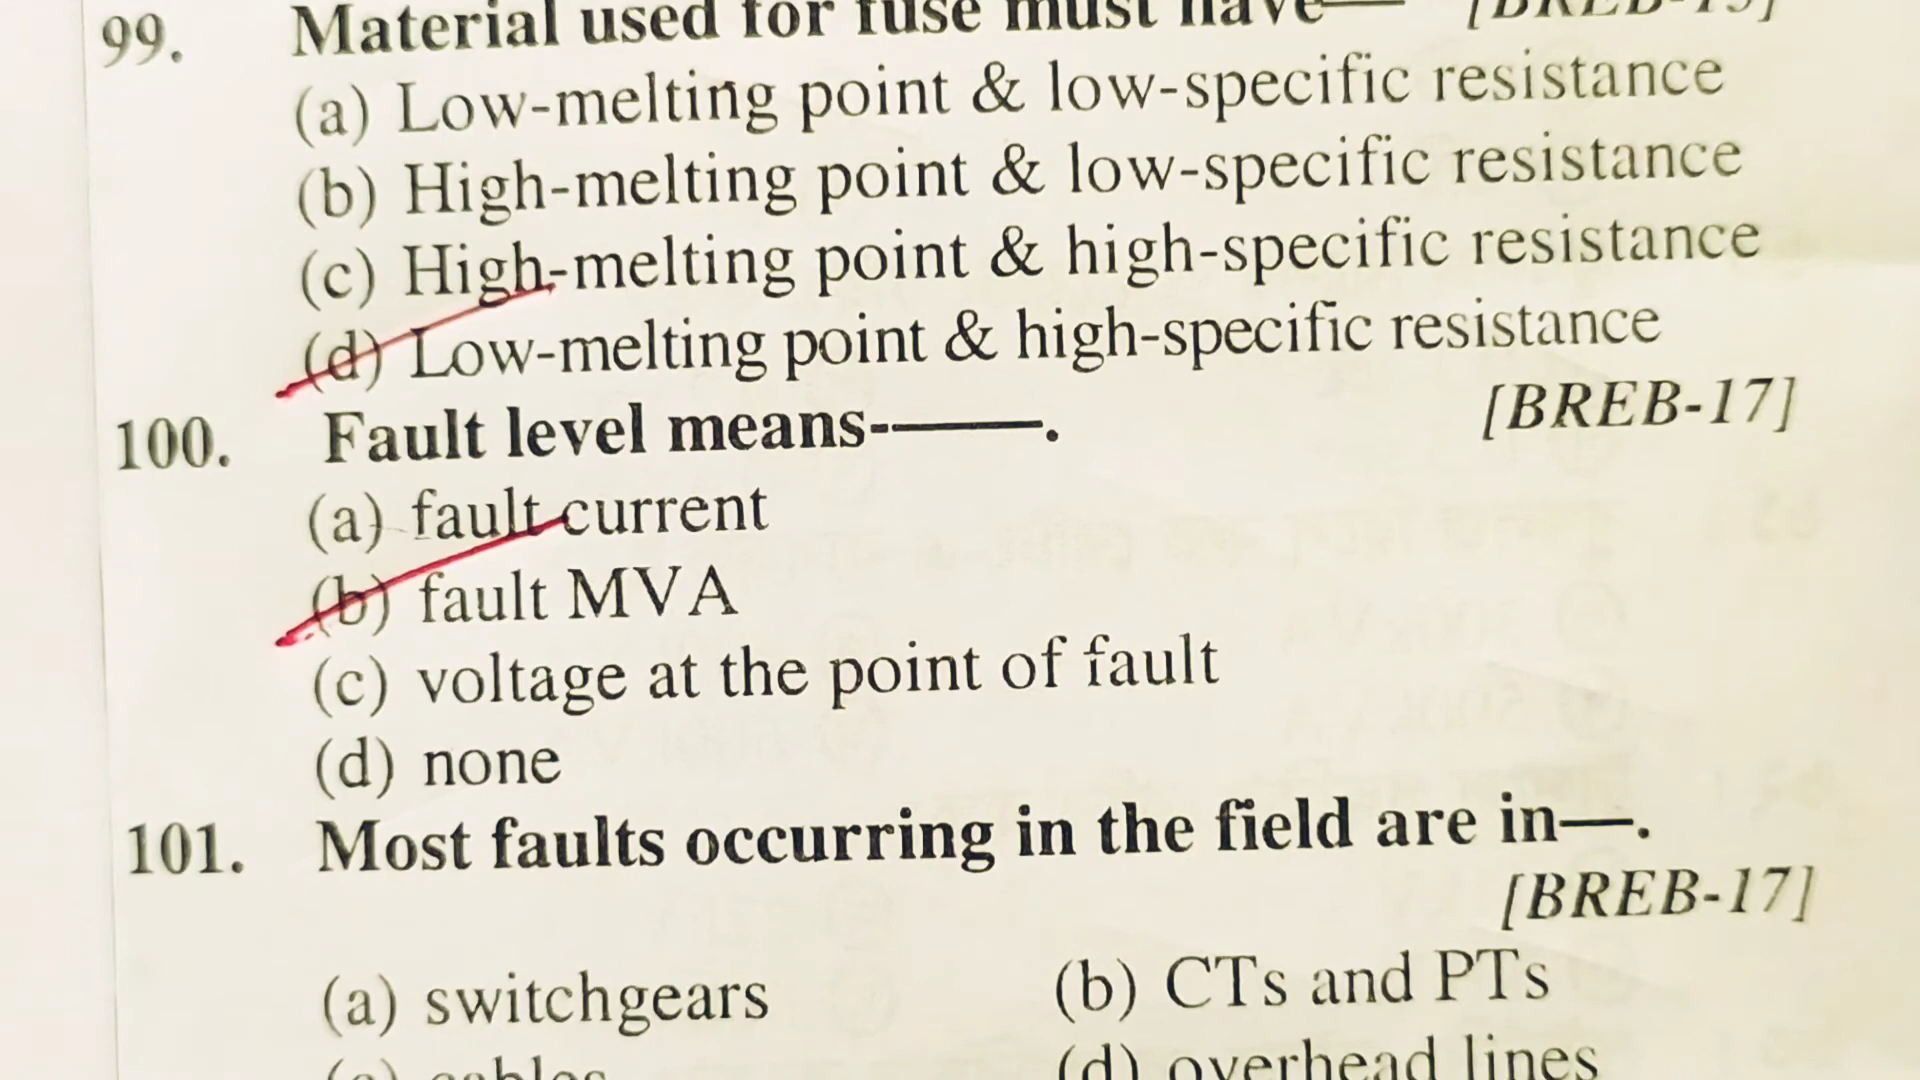 99. Material used for fuse must have—
(a) Low-melting point & low-specific resistance
(b) High-melting point & low-specific resistance
(c) High-melting point & high-specific resistance
(d) Low-melting point & high-specific resistance
100. Fault level means-——. [BREB-17]
(a) fault current
(b) fault MVA
(c) voltage at the point of fault
(d) none
101. Most faults occurring in the field are in—.
[BREB-17]
(a) switchgears (b) CTs and PTs
(c) cables (d) overhead lines